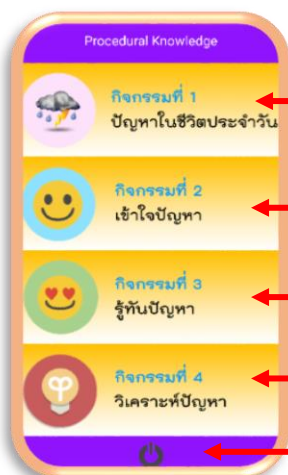 Procedural Knowledge
กิจกรรมที่ 1
ปัญหาในชีวิตประจำวัน
กิจกรรมที่ 2
เข้าใจปัญหา
กิจกรรมที่ 3
รู้ทันปัญหา
กิจกรรมที่ 4
วิเคราะห์ปัญหา